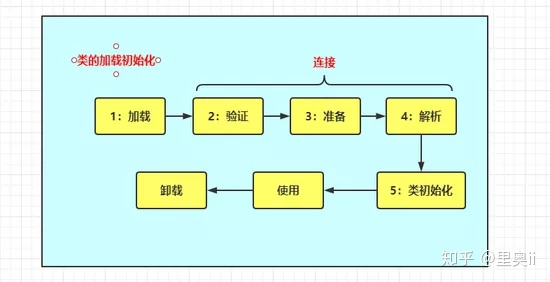 类的加载初始化
连接
1：加载
2：验证
3：准备
4：解析
卸载
使用
5：类初始化
知乎 @里奥ii